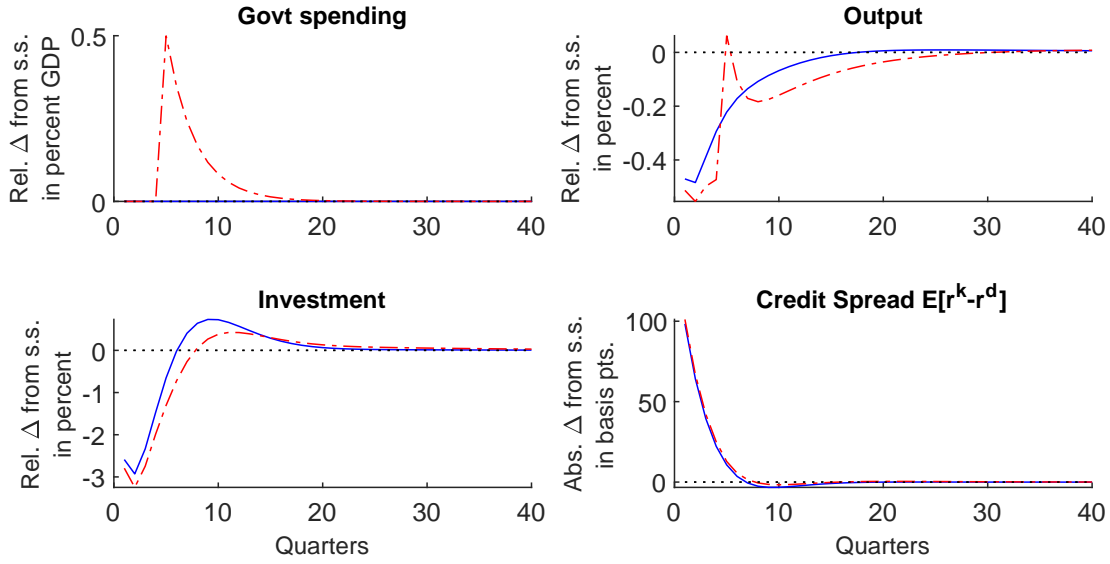 Govt spending
Rel. Δ from s.s.
in percent GDP
0.5
0
0 10 20 30 40
Output
Rel. Δ from s.s.
in percent
0
-0.2
-0.4
0 10 20 30 40
Investment
Rel. Δ from s.s.
in percent
0
-1
-2
-3
0 10 20 30 40
Quarters
Credit Spread E[r^k-r^d]
Abs. Δ from s.s.
in basis pts.
100
50
0
0 10 20 30 40
Quarters